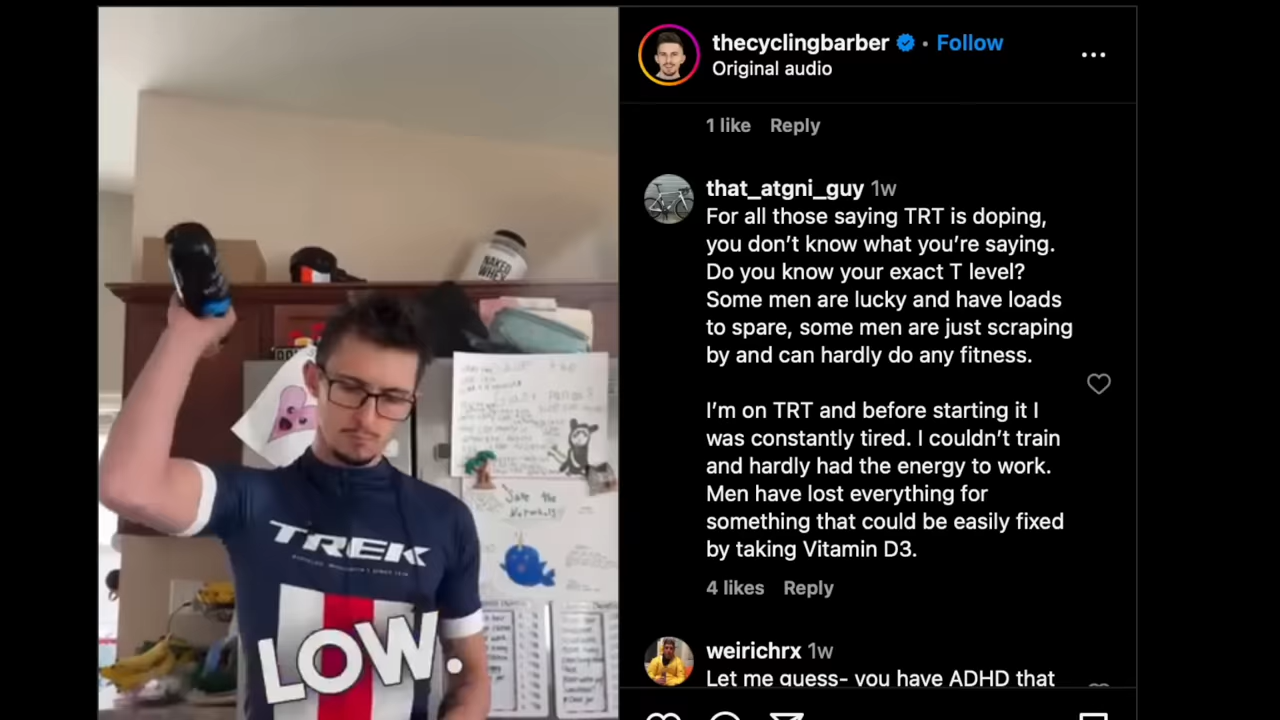 thecyclingbarber • Follow
Original audio
1 like Reply
that_atgni_guy 1w
For all those saying TRT is doping,
you don’t know what you’re saying.
Do you know your exact T level?
Some men are lucky and have loads
to spare, some men are just scraping
by and can hardly do any fitness.
I’m on TRT and before starting it I
was constantly tired. I couldn’t train
and hardly had the energy to work.
Men have lost everything for
something that could be easily fixed
by taking Vitamin D3.
4 likes Reply
weirichrx 1w
Let me guess- you have ADHD that
NAKED
WHEY
Save the
Narwhals!
TREK
LOW.